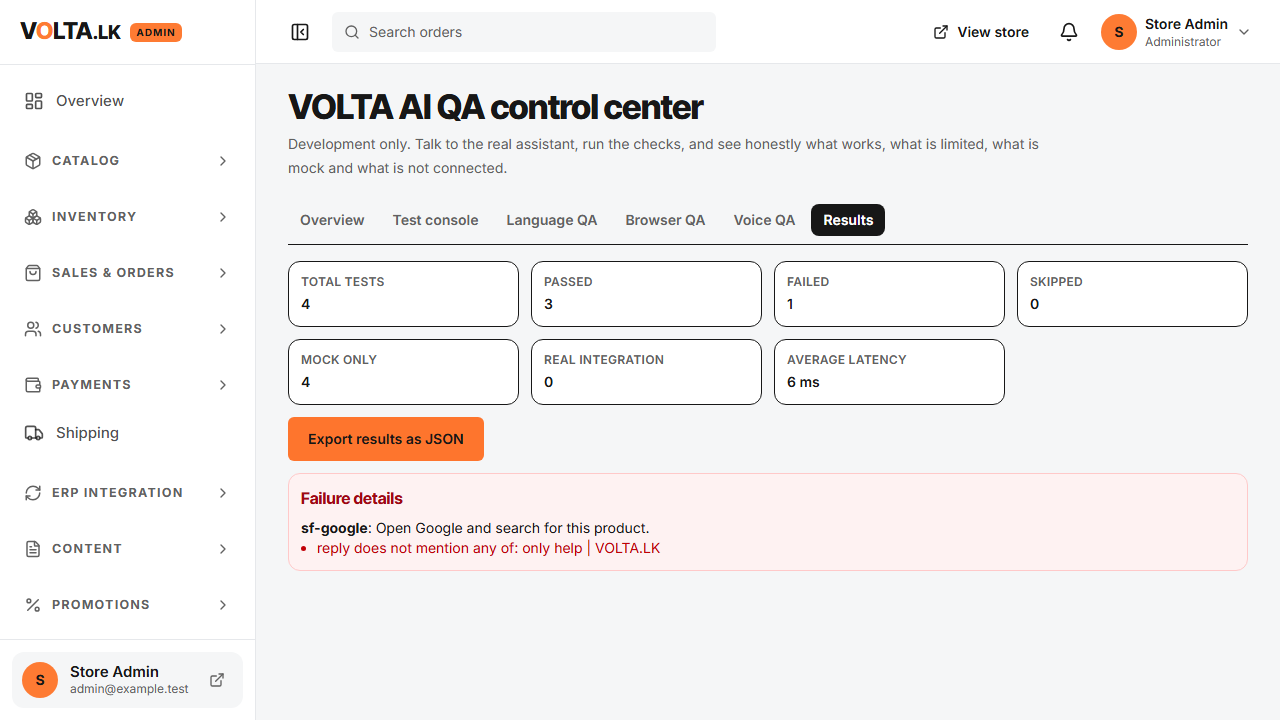 VOLTA.LK ADMIN
Search orders
View store
S
Store Admin
Administrator
Overview
CATALOG
INVENTORY
SALES & ORDERS
CUSTOMERS
PAYMENTS
Shipping
ERP INTEGRATION
CONTENT
PROMOTIONS
S
Store Admin
admin@example.test
VOLTA AI QA control center
Development only. Talk to the real assistant, run the checks, and see honestly what works, what is limited, what is
mock and what is not connected.
Overview Test console Language QA Browser QA Voice QA Results
TOTAL TESTS
4
PASSED
3
FAILED
1
SKIPPED
0
MOCK ONLY
4
REAL INTEGRATION
0
AVERAGE LATENCY
6 ms
Export results as JSON
Failure details
sf-google: Open Google and search for this product.
• reply does not mention any of: only help | VOLTA.LK